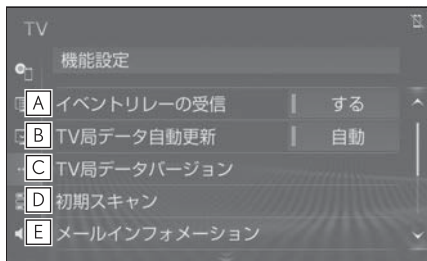 TV
機能設定
A イベントリレーの受信 する
B TV局データ自動更新 自動
C TV局データバージョン
D 初期スキャン
E メールインフォメーション